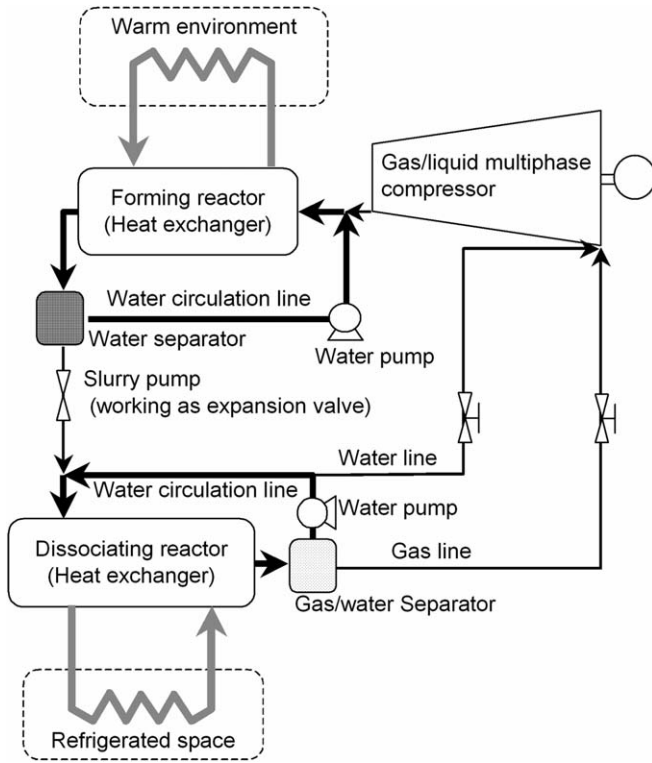 Warm environment
Gas/liquid multiphase
compressor
Forming reactor
(Heat exchanger)
Water circulation line
Water separator
Water pump
Slurry pump
(working as expansion valve)
Water line
Water circulation line
Water pump
Dissociating reactor
(Heat exchanger)
Gas line
Gas/water Separator
Refrigerated space